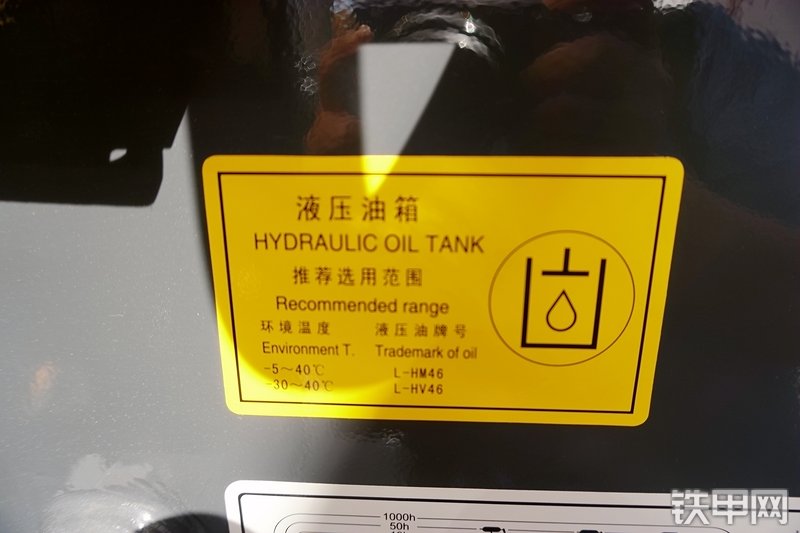 液压油箱
HYDRAULIC OIL TANK
推荐选用范围
Recommended range
环境温度 液压油牌号
Environment T. Trademark of oil
-5～40℃ L-HM46
-30～40℃ L-HV46
1000h
50h
铁甲网